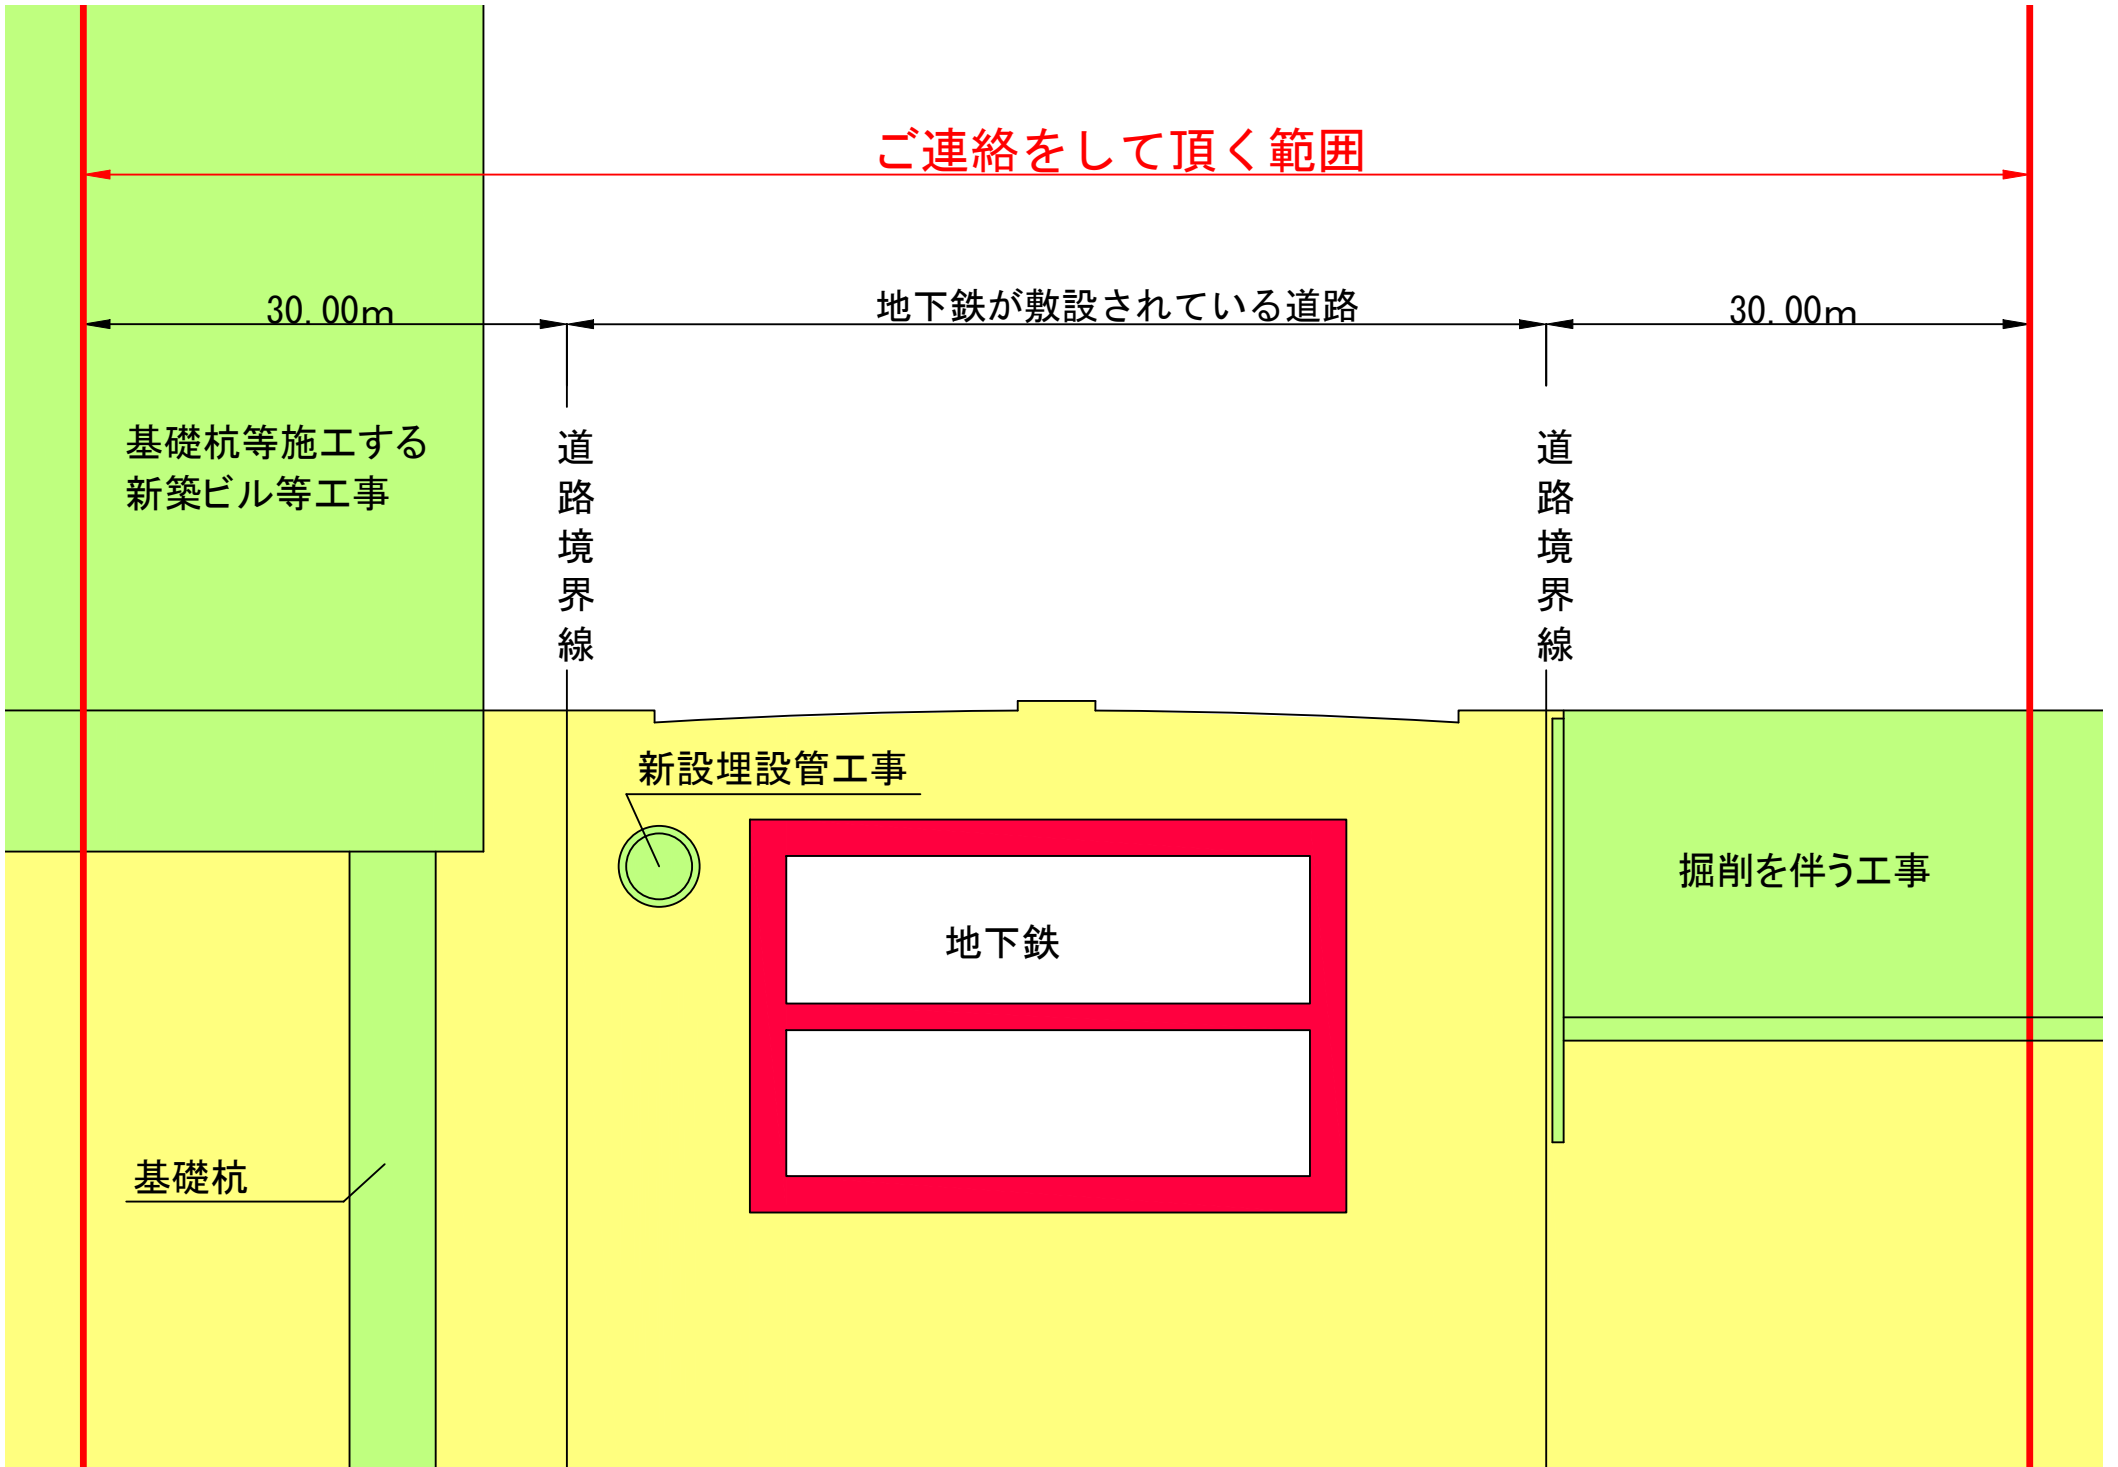 ご連絡をして頂く範囲
30.00m
地下鉄が敷設されている道路
30.00m
基礎杭等施工する
新築ビル等工事
道路境界線
道路境界線
新設埋設管工事
掘削を伴う工事
地下鉄
基礎杭